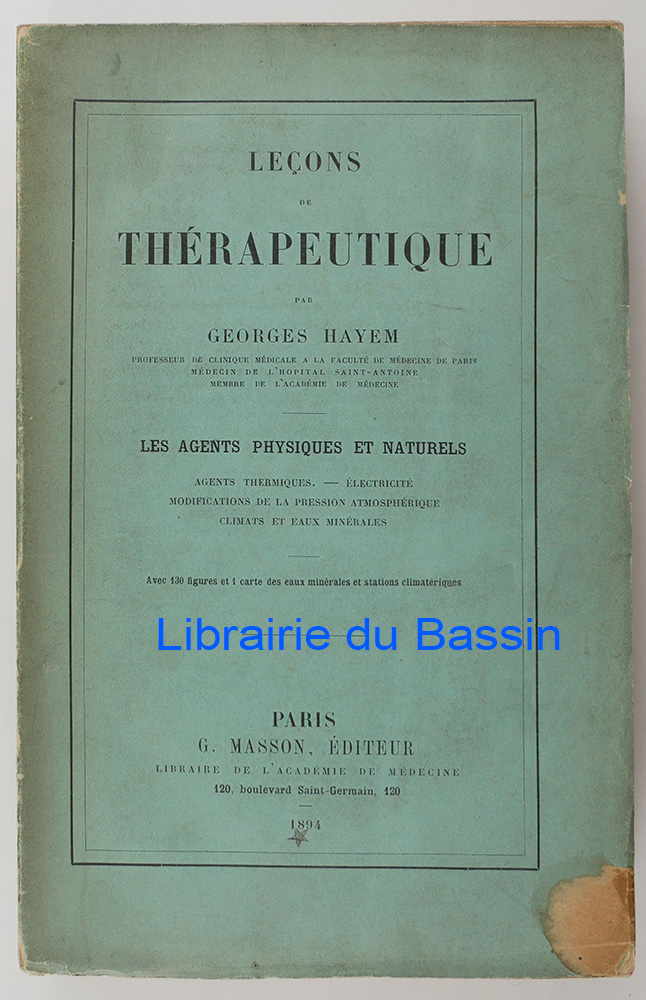 LEÇONS
DE
THÉRAPEUTIQUE
PAR
GEORGES HAYEM
PROFESSEUR DE CLINIQUE MÉDICALE A LA FACULTÉ DE MÉDECINE DE PARIS
MÉDECIN DE L'HOPITAL SAINT-ANTOINE
MEMBRE DE L'ACADÉMIE DE MÉDECINE
LES AGENTS PHYSIQUES ET NATURELS
AGENTS THERMIQUES. — ÉLECTRICITÉ
MODIFICATIONS DE LA PRESSION ATMOSPHÉRIQUE
CLIMATS ET EAUX MINÉRALES
Avec 130 figures et 1 carte des eaux minérales et stations climatériques
Librairie du Bassin
PARIS
G. MASSON, ÉDITEUR
LIBRAIRE DE L'ACADÉMIE DE MÉDECINE
120, boulevard Saint-Germain, 120
1894